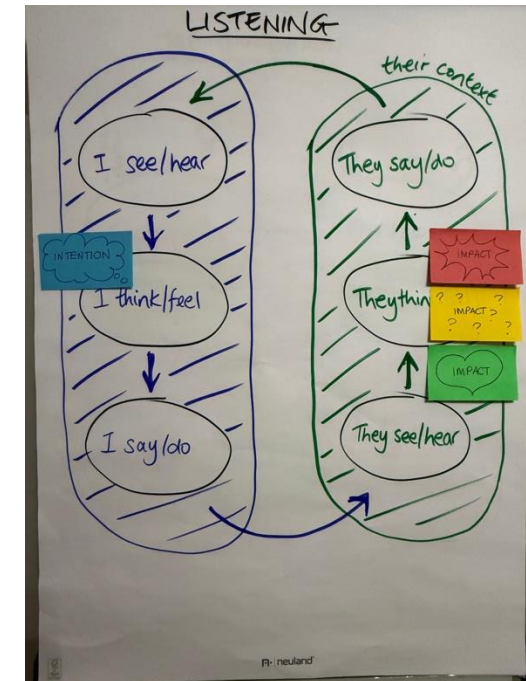 LISTENING
their context
I see/hear
They say/do
INTENTION
IMPACT
I think/feel
They thin
? ? ?
IMPACT ?
? ? ?
IMPACT
I say/do
They see/hear
neuland